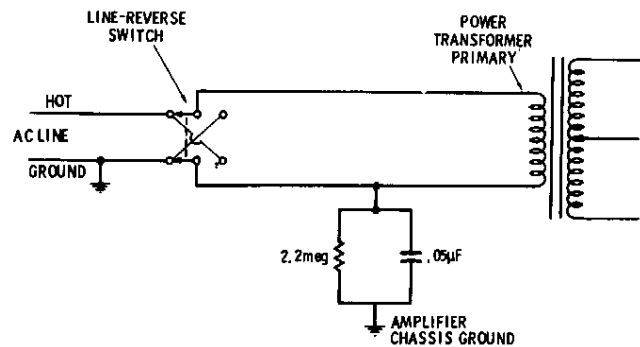 LINE-REVERSE
SWITCH
POWER
TRANSFORMER
PRIMARY
HOT
AC LINE
GROUND
2.2meg
.05µF
AMPLIFIER
CHASSIS GROUND